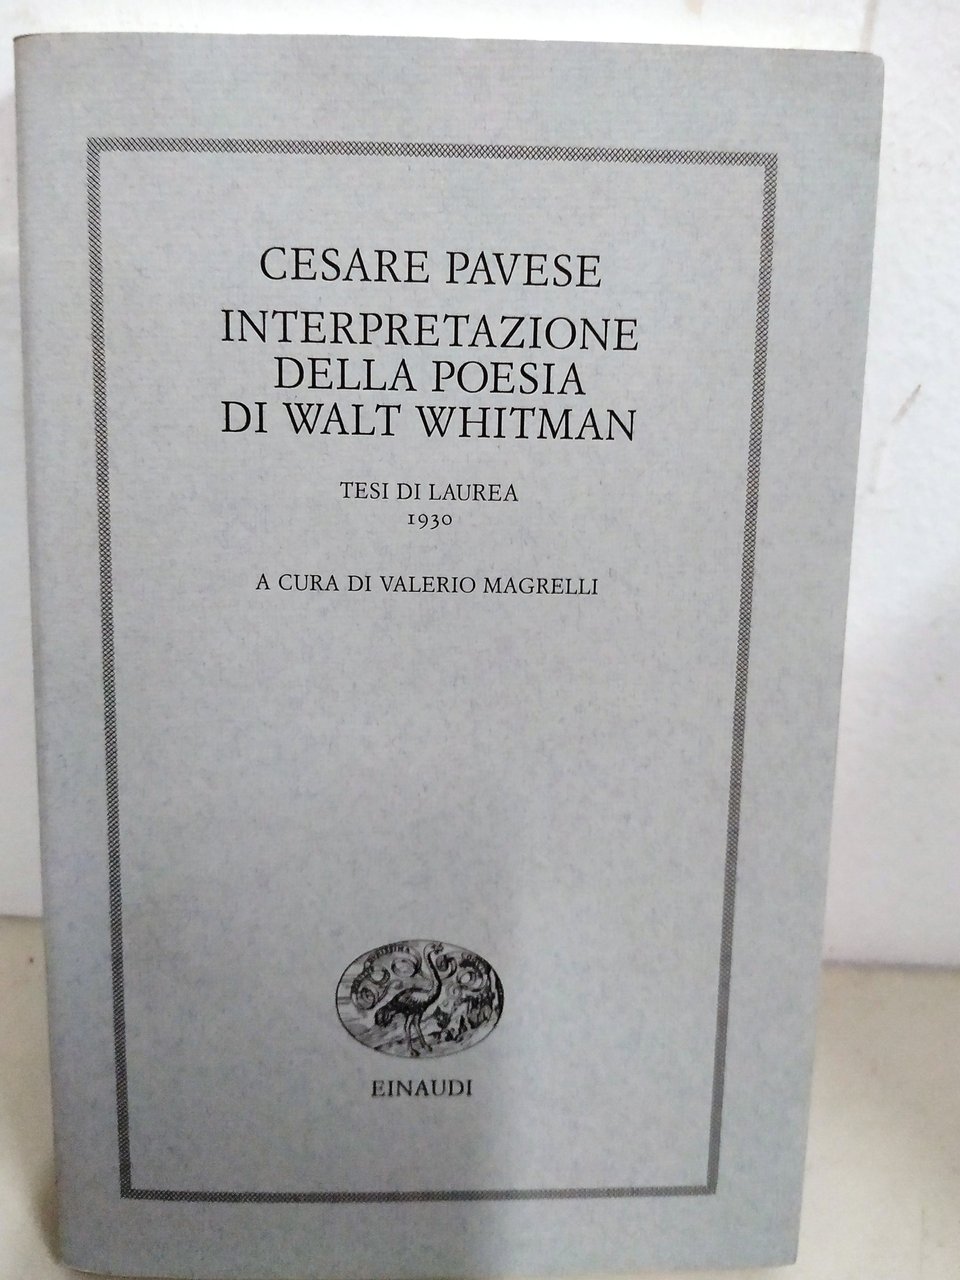 CESARE PAVESE
INTERPRETAZIONE
DELLA POESIA
DI WALT WHITMAN
TESI DI LAUREA
1930
A CURA DI VALERIO MAGRELLI
EINAUDI